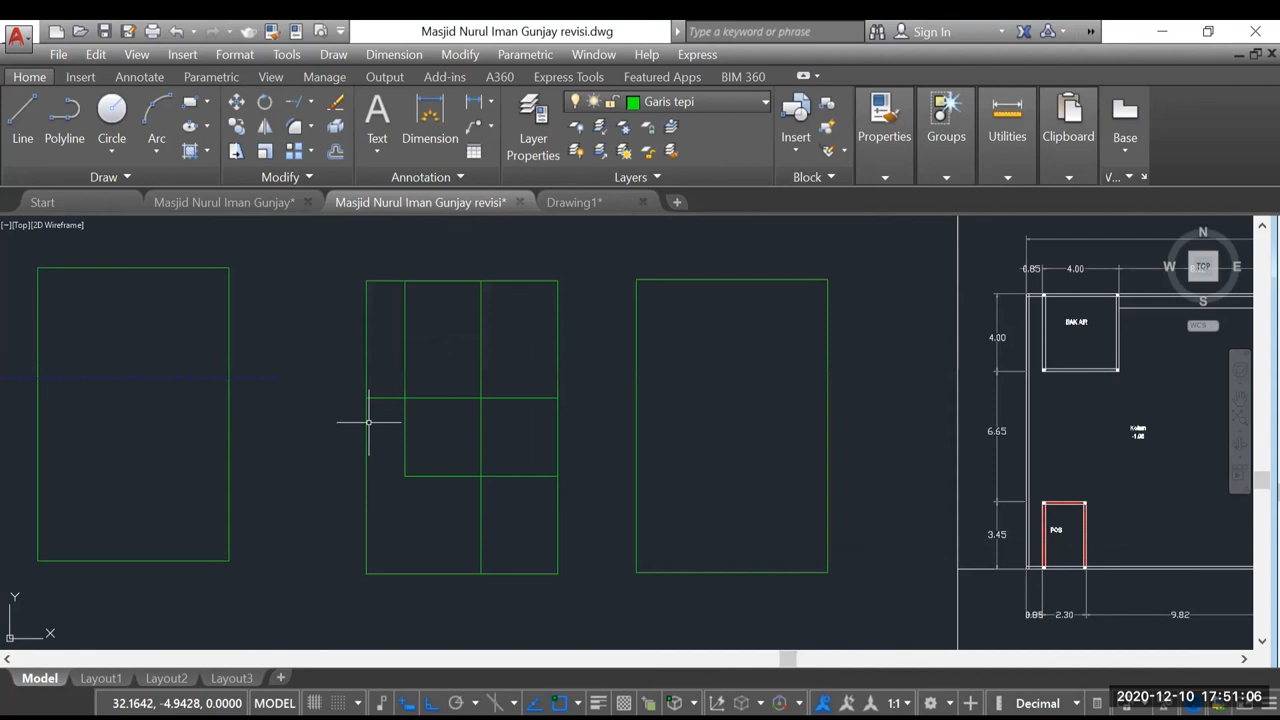 Masjid Nurul Iman Gunjay revisi.dwg
Type a keyword or phrase
Sign In
File Edit View Insert Format Tools Draw Dimension Modify Parametric Window Help Express
Home Insert Annotate Parametric View Manage Output Add-ins A360 Express Tools Featured Apps BIM 360
Garis tepi
Line Polyline Circle Arc Text Dimension Layer Properties Insert Properties Groups Utilities Clipboard Base
Draw Modify Annotation Layers Block V...
Start Masjid Nurul Iman Gunjay* Masjid Nurul Iman Gunjay revisi* Drawing1*
[−][Top][2D Wireframe]
N
W TOP E
S
WCS
0.85 4.00
4.00
BAK AIR
6.65
Kolam
-1.00
3.45
POS
0.85 2.30 9.82
Y
X
Model Layout1 Layout2 Layout3
32.1642, -4.9428, 0.0000 MODEL 1:1 Decimal
2020-12-10 17:51:06